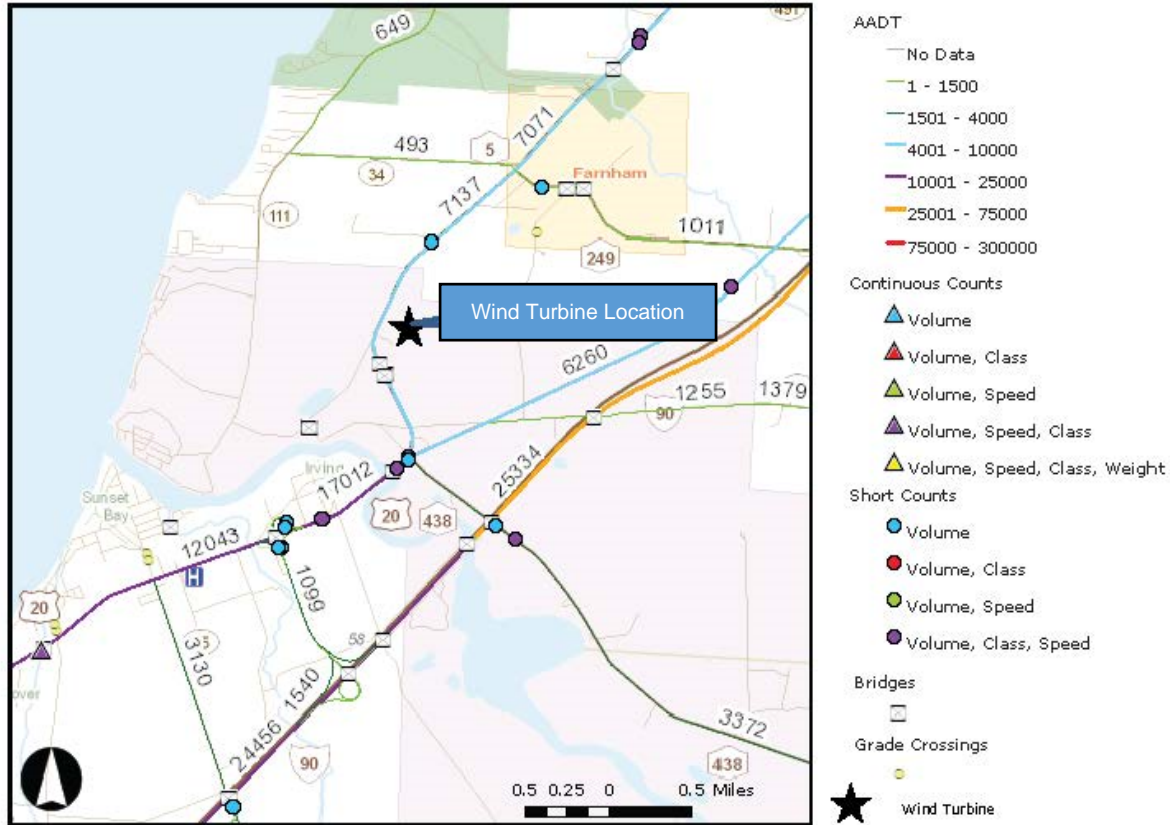 649
491
7071
493
5
34
Farnham
7137
111
1011
249
Wind Turbine Location
6260
1255
1379
90
25334
Irving
17012
20
438
Sunset
Bay
12043
H
1099
20
3130
5
58
1540
24456
90
3372
438
over
0.5 0.25 0 0.5 Miles
AADT
No Data
1 - 1500
1501 - 4000
4001 - 10000
10001 - 25000
25001 - 75000
75000 - 300000
Continuous Counts
Volume
Volume, Class
Volume, Speed
Volume, Speed, Class
Volume, Speed, Class, Weight
Short Counts
Volume
Volume, Class
Volume, Speed
Volume, Class, Speed
Bridges
Grade Crossings
Wind Turbine